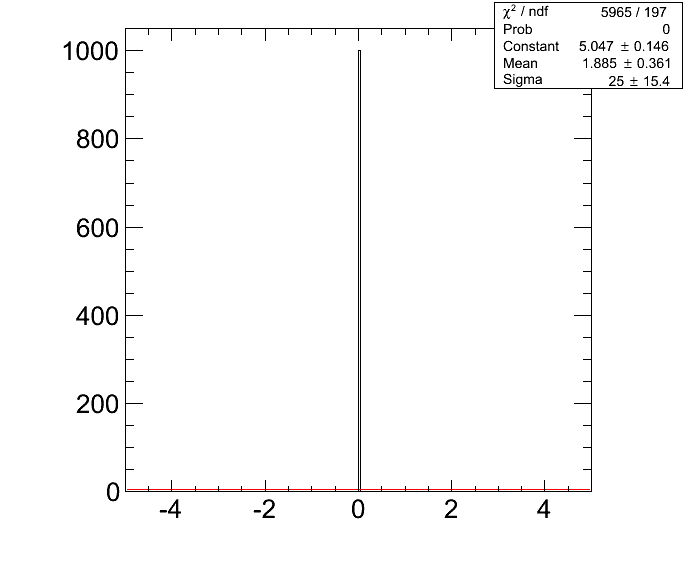 χ² / ndf 5965 / 197
Prob 0
Constant 5.047 ± 0.146
Mean 1.885 ± 0.361
Sigma 25 ± 15.4
1000
800
600
400
200
0
-4 -2 0 2 4